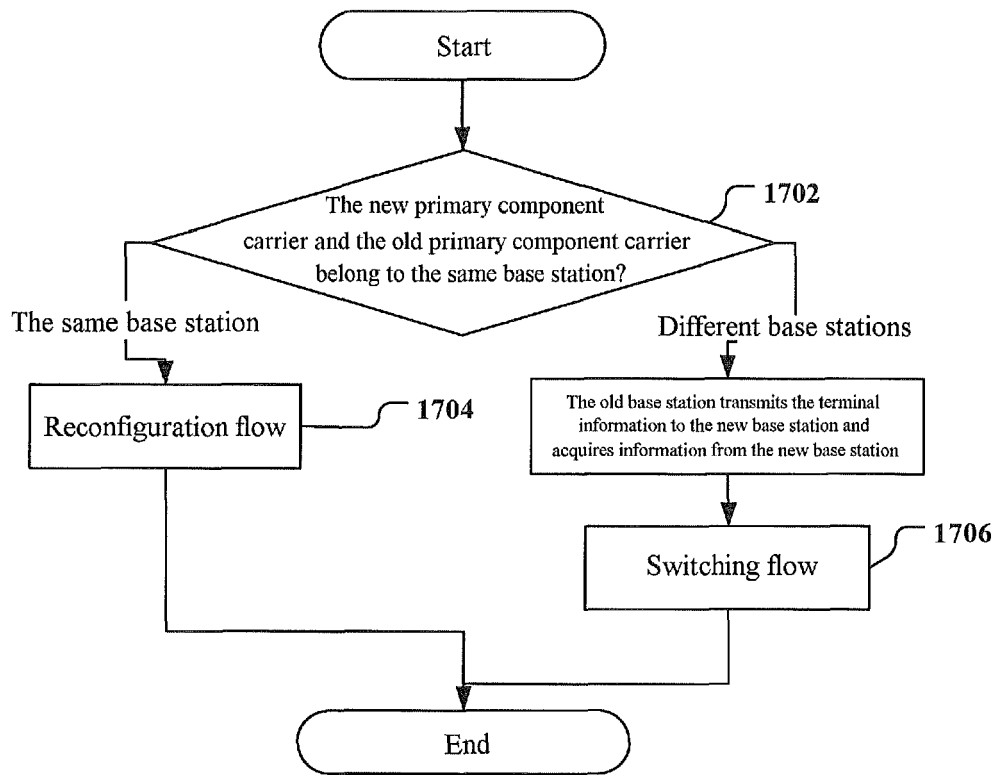 Start
1702
The new primary component
carrier and the old primary component carrier
belong to the same base station?
The same base station
Different base stations
Reconfiguration flow
1704
The old base station transmits the terminal
information to the new base station and
acquires information from the new base station
1706
Switching flow
End